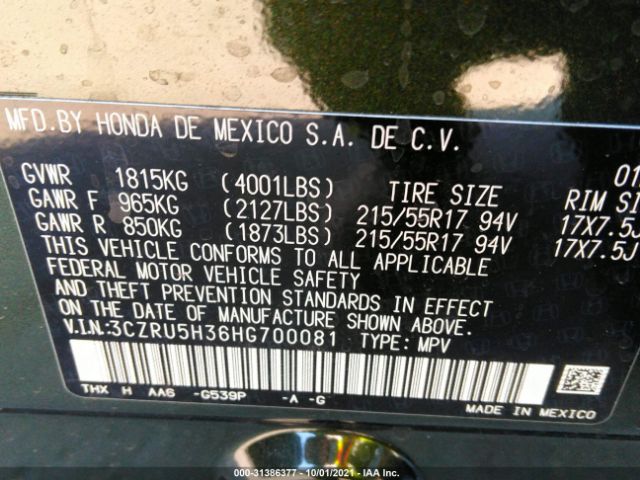 MFD.BY HONDA DE MEXICO S.A. DE C.V.
01
GVWR 1815KG (4001LBS) TIRE SIZE RIM SI
GAWR F 965KG (2127LBS) 215/55R17 94V 17X7.5J
GAWR R 850KG (1873LBS) 215/55R17 94V 17X7.5J
THIS VEHICLE CONFORMS TO ALL APPLICABLE
FEDERAL MOTOR VEHICLE SAFETY
AND THEFT PREVENTION STANDARDS IN EFFECT
ON THE DATE OF MANUFACTURE SHOWN ABOVE.
V.I.N.:3CZRU5H36HG700081 TYPE: MPV
THX H AA6 -G539P -A -G
MADE IN MEXICO
000-31386377 - 10/01/2021 - IAA Inc.